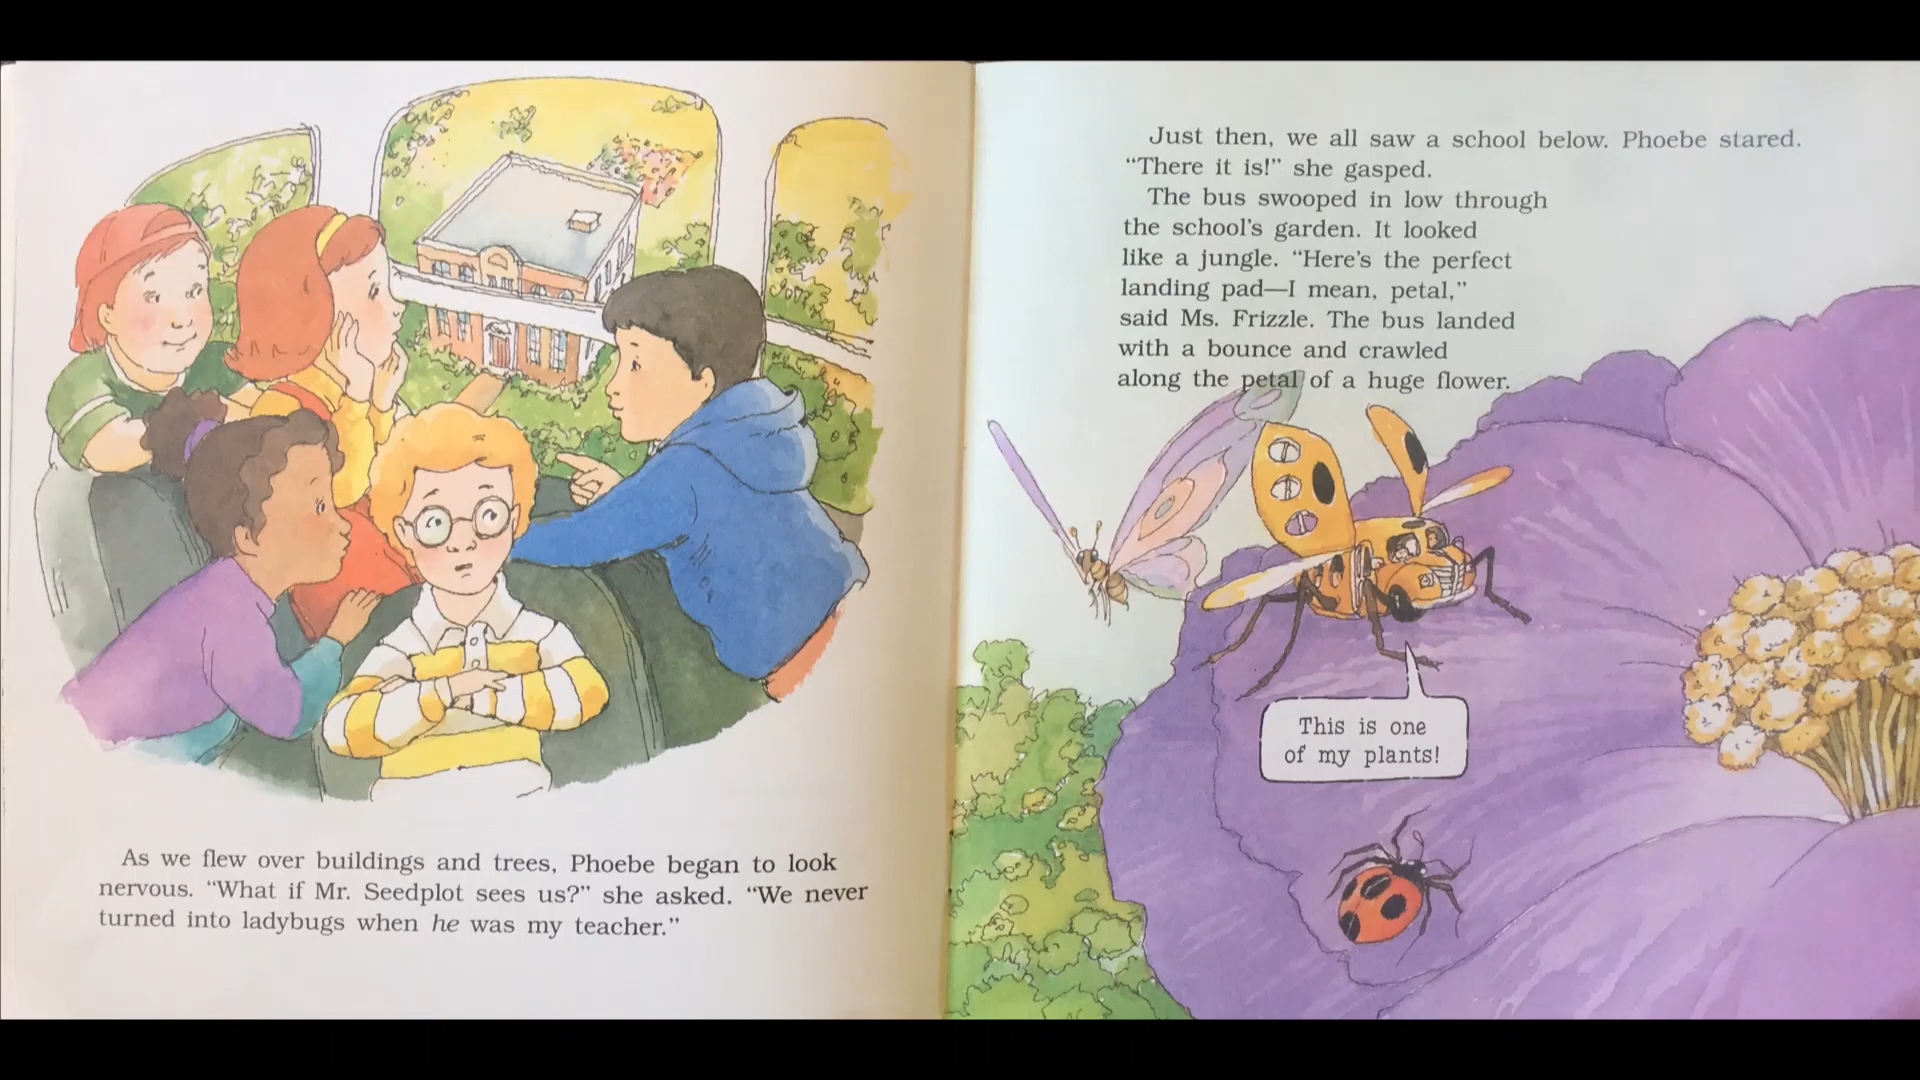 As we flew over buildings and trees, Phoebe began to look
nervous. “What if Mr. Seedplot sees us?” she asked. “We never
turned into ladybugs when he was my teacher.”
Just then, we all saw a school below. Phoebe stared.
“There it is!” she gasped.
The bus swooped in low through
the school’s garden. It looked
like a jungle. “Here’s the perfect
landing pad—I mean, petal,”
said Ms. Frizzle. The bus landed
with a bounce and crawled
along the petal of a huge flower.
This is one
of my plants!